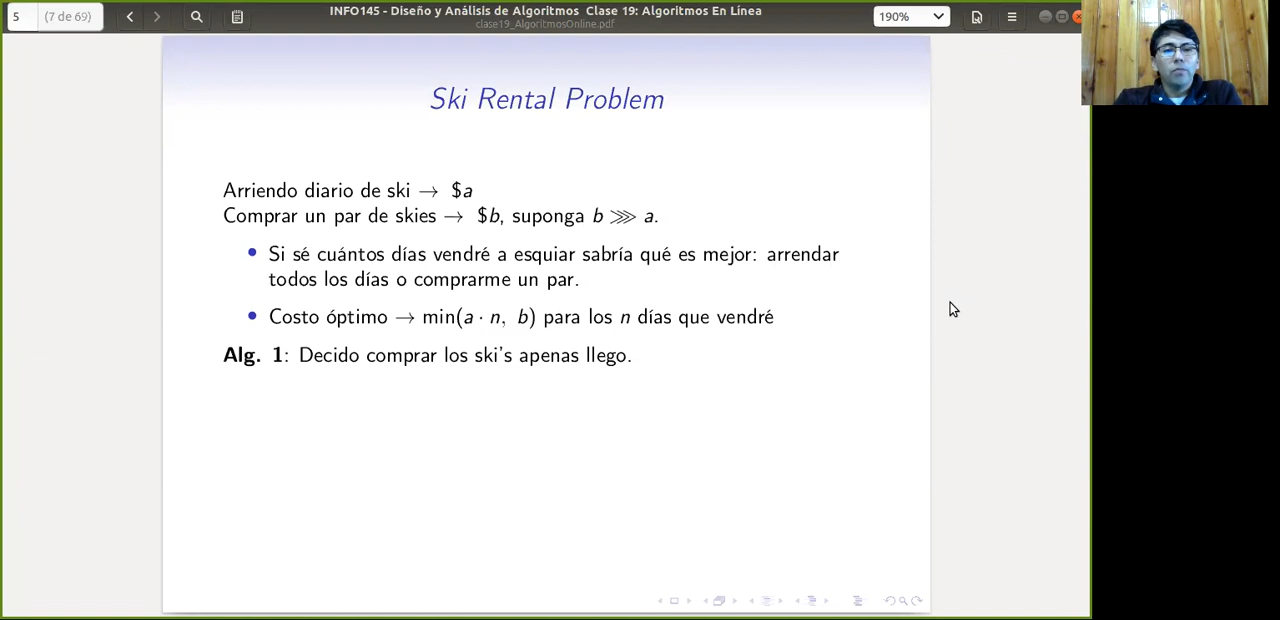 5
(7 de 69)
INFO145 - Diseño y Análisis de Algoritmos Clase 19: Algoritmos En Línea
clase19_AlgoritmosOnline.pdf
190%
Ski Rental Problem
Arriendo diario de ski → $a
Comprar un par de skies → $b, suponga b ⋙ a.
• Si sé cuántos días vendré a esquiar sabría qué es mejor: arrendar
todos los días o comprarme un par.
• Costo óptimo → min(a · n, b) para los n días que vendré
Alg. 1: Decido comprar los ski's apenas llego.